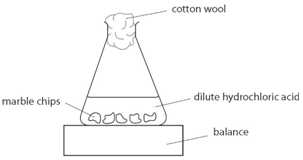 cotton wool
dilute hydrochloric acid
marble chips
balance